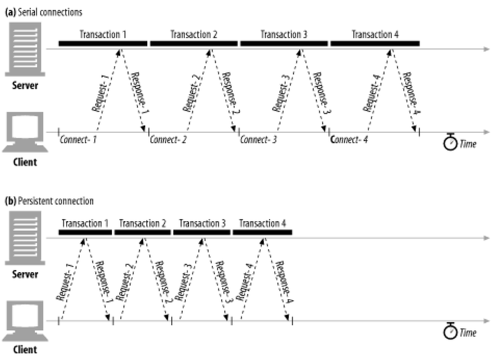 (a) Serial connections
Transaction 1 Transaction 2 Transaction 3 Transaction 4
Request- 1 Response- 1 Request- 2 Response- 2 Request- 3 Response- 3 Request- 4 Response- 4
Server
Connect- 1 Connect- 2 Connect- 3 Connect- 4 Time
Client
(b) Persistent connection
Transaction 1 Transaction 2 Transaction 3 Transaction 4
Request- 1 Response- 1 Request- 2 Response- 2 Request- 3 Response- 3 Request- 4 Response- 4
Server
Time
Client